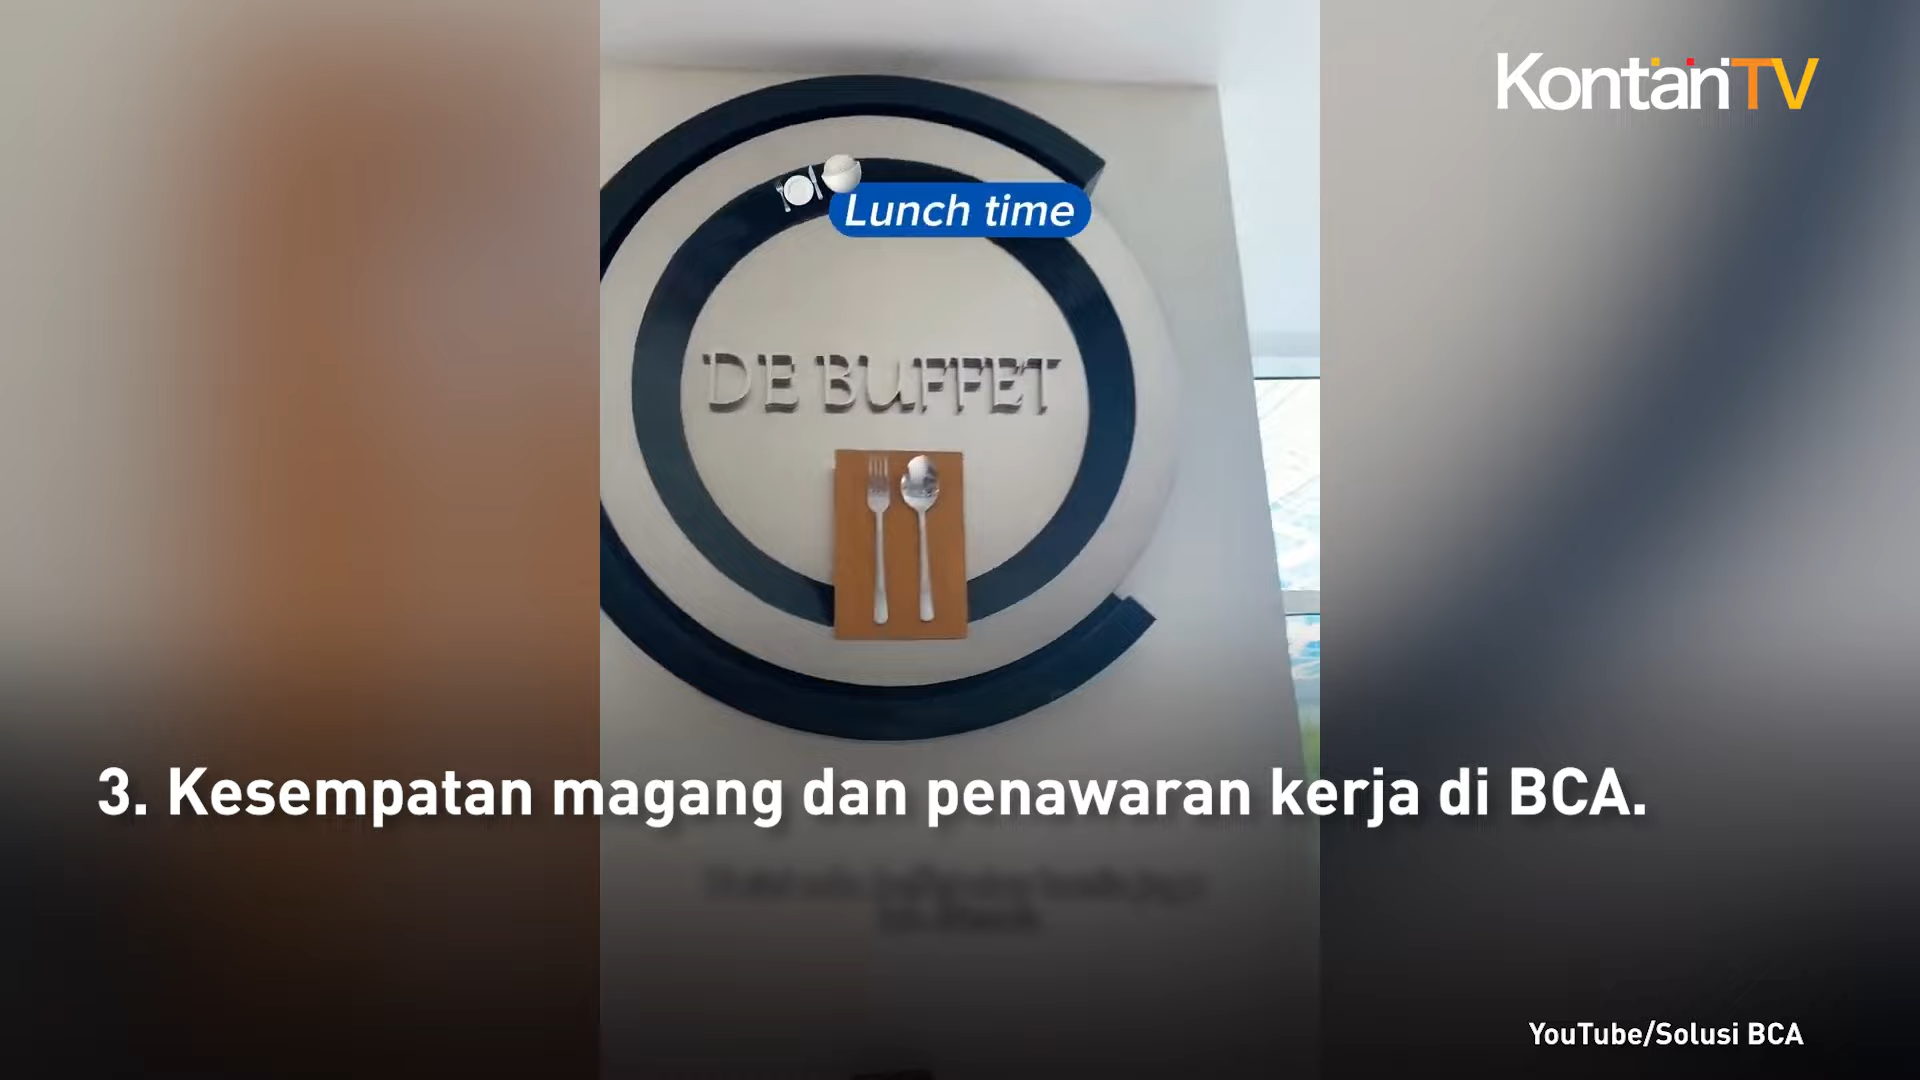 KontanTV
Lunch time
DE BUFFET
3. Kesempatan magang dan penawaran kerja di BCA.
YouTube/Solusi BCA